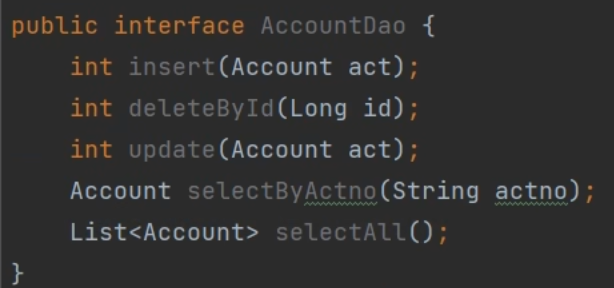 public interface AccountDao {
    int insert(Account act);
    int deleteById(Long id);
    int update(Account act);
    Account selectByActno(String actno);
    List<Account> selectAll();
}